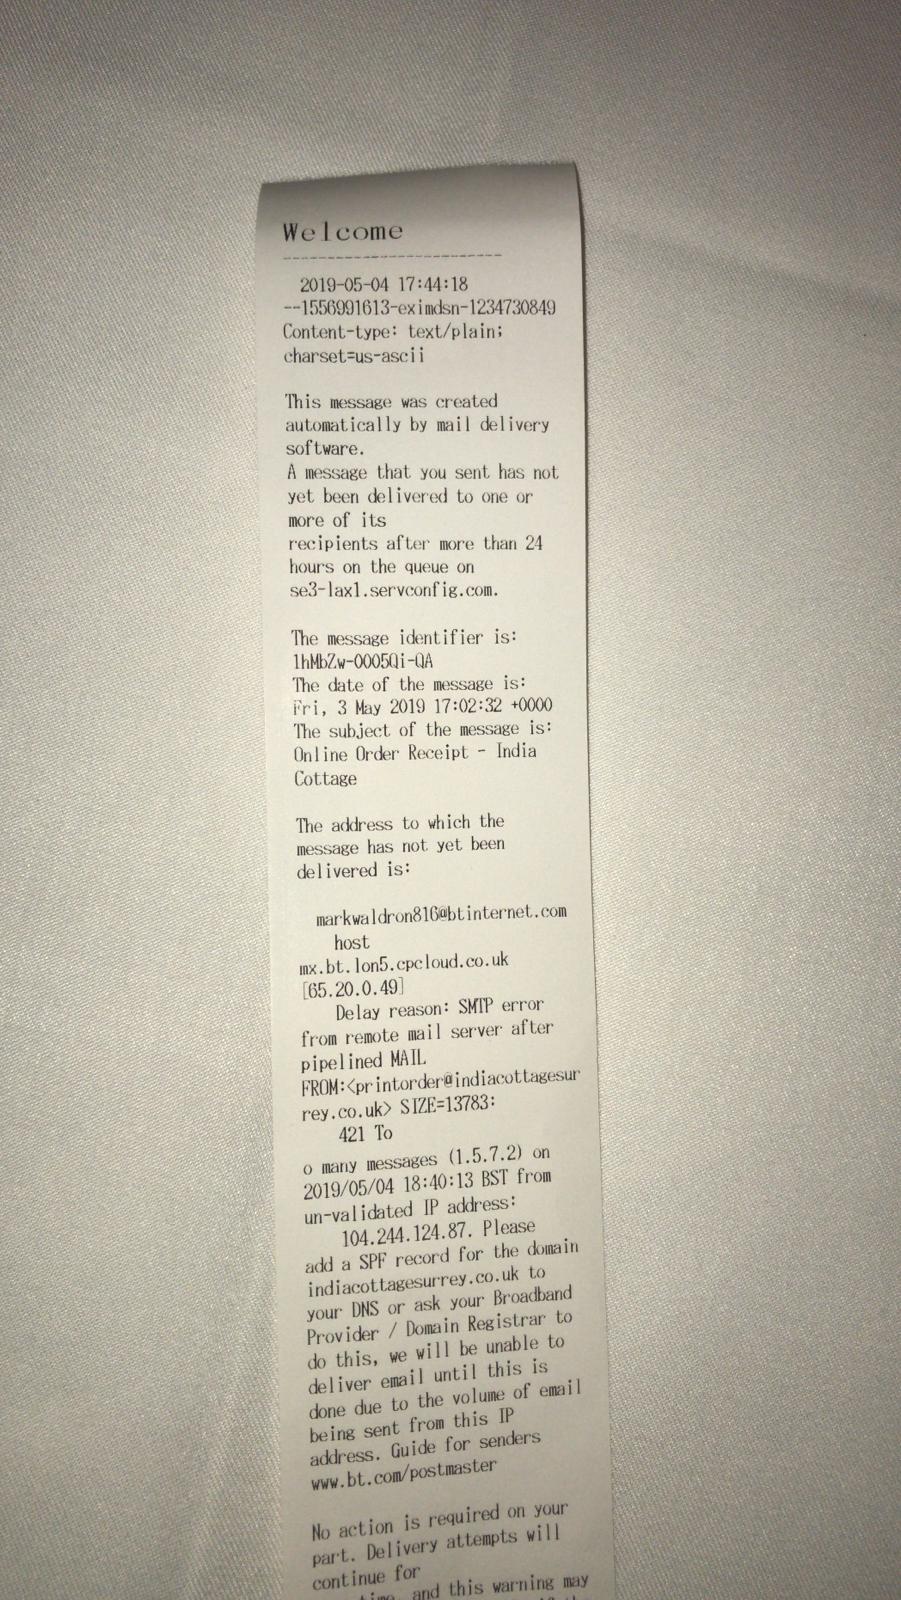 Welcome
--------------------------
2019-05-04 17:44:18
--1556991613-eximdsn-1234730849
Content-type: text/plain;
charset=us-ascii
This message was created
automatically by mail delivery
software.
A message that you sent has not
yet been delivered to one or
more of its
recipients after more than 24
hours on the queue on
se3-lax1.servconfig.com.
The message identifier is:
1hMbZw-0005Qi-QA
The date of the message is:
Fri, 3 May 2019 17:02:32 +0000
The subject of the message is:
Online Order Receipt - India
Cottage
The address to which the
message has not yet been
delivered is:
markwaldron816@btinternet.com
host
mx.bt.lon5.cpcloud.co.uk
[65.20.0.49]
Delay reason: SMTP error
from remote mail server after
pipelined MAIL
FROM:<printorder@indiacottagesur
rey.co.uk> SIZE=13783:
421 To
o many messages (1.5.7.2) on
2019/05/04 18:40:13 BST from
un-validated IP address:
104.244.124.87. Please
add a SPF record for the domain
indiacottagesurrey.co.uk to
your DNS or ask your Broadband
Provider / Domain Registrar to
do this, we will be unable to
deliver email until this is
done due to the volume of email
being sent from this IP
address. Guide for senders
www.bt.com/postmaster
No action is required on your
part. Delivery attempts will
continue for
time, and this warning may